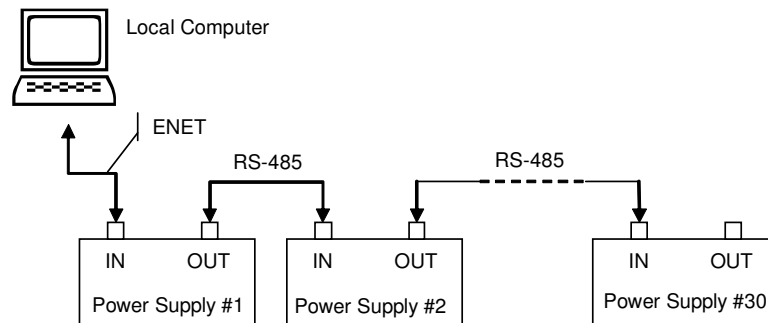 Local Computer
ENET
RS-485
RS-485
IN OUT
Power Supply #1
IN OUT
Power Supply #2
IN OUT
Power Supply #30